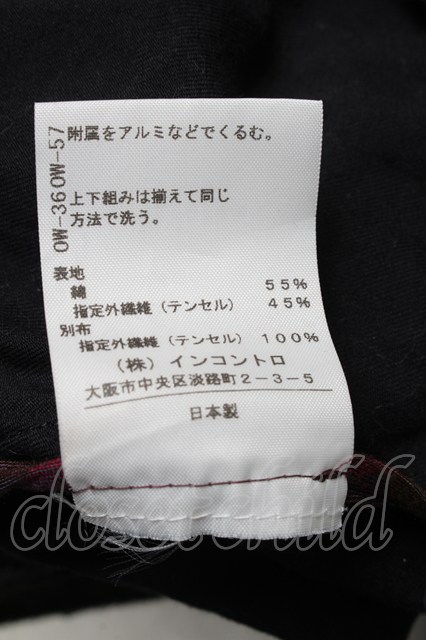 附属をアルミなどでくるむ。
上下組みは揃えて同じ
方法で洗う。
OW-360W-57
表地
綿 55%
指定外繊維(テンセル) 45%
別布
指定外繊維(テンセル) 100%
(株)インコントロ
大阪市中央区淡路町2-3-5
日本製
closet child